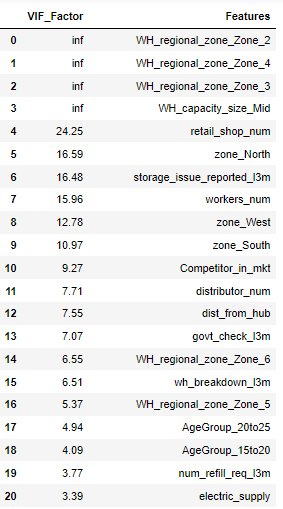 VIF_Factor Features
0 inf WH_regional_zone_Zone_2
1 inf WH_regional_zone_Zone_4
2 inf WH_regional_zone_Zone_3
3 inf WH_capacity_size_Mid
4 24.25 retail_shop_num
5 16.59 zone_North
6 16.48 storage_issue_reported_l3m
7 15.96 workers_num
8 12.78 zone_West
9 10.97 zone_South
10 9.27 Competitor_in_mkt
11 7.71 distributor_num
12 7.55 dist_from_hub
13 7.07 govt_check_l3m
14 6.55 WH_regional_zone_Zone_6
15 6.51 wh_breakdown_l3m
16 5.37 WH_regional_zone_Zone_5
17 4.94 AgeGroup_20to25
18 4.09 AgeGroup_15to20
19 3.77 num_refill_req_l3m
20 3.39 electric_supply